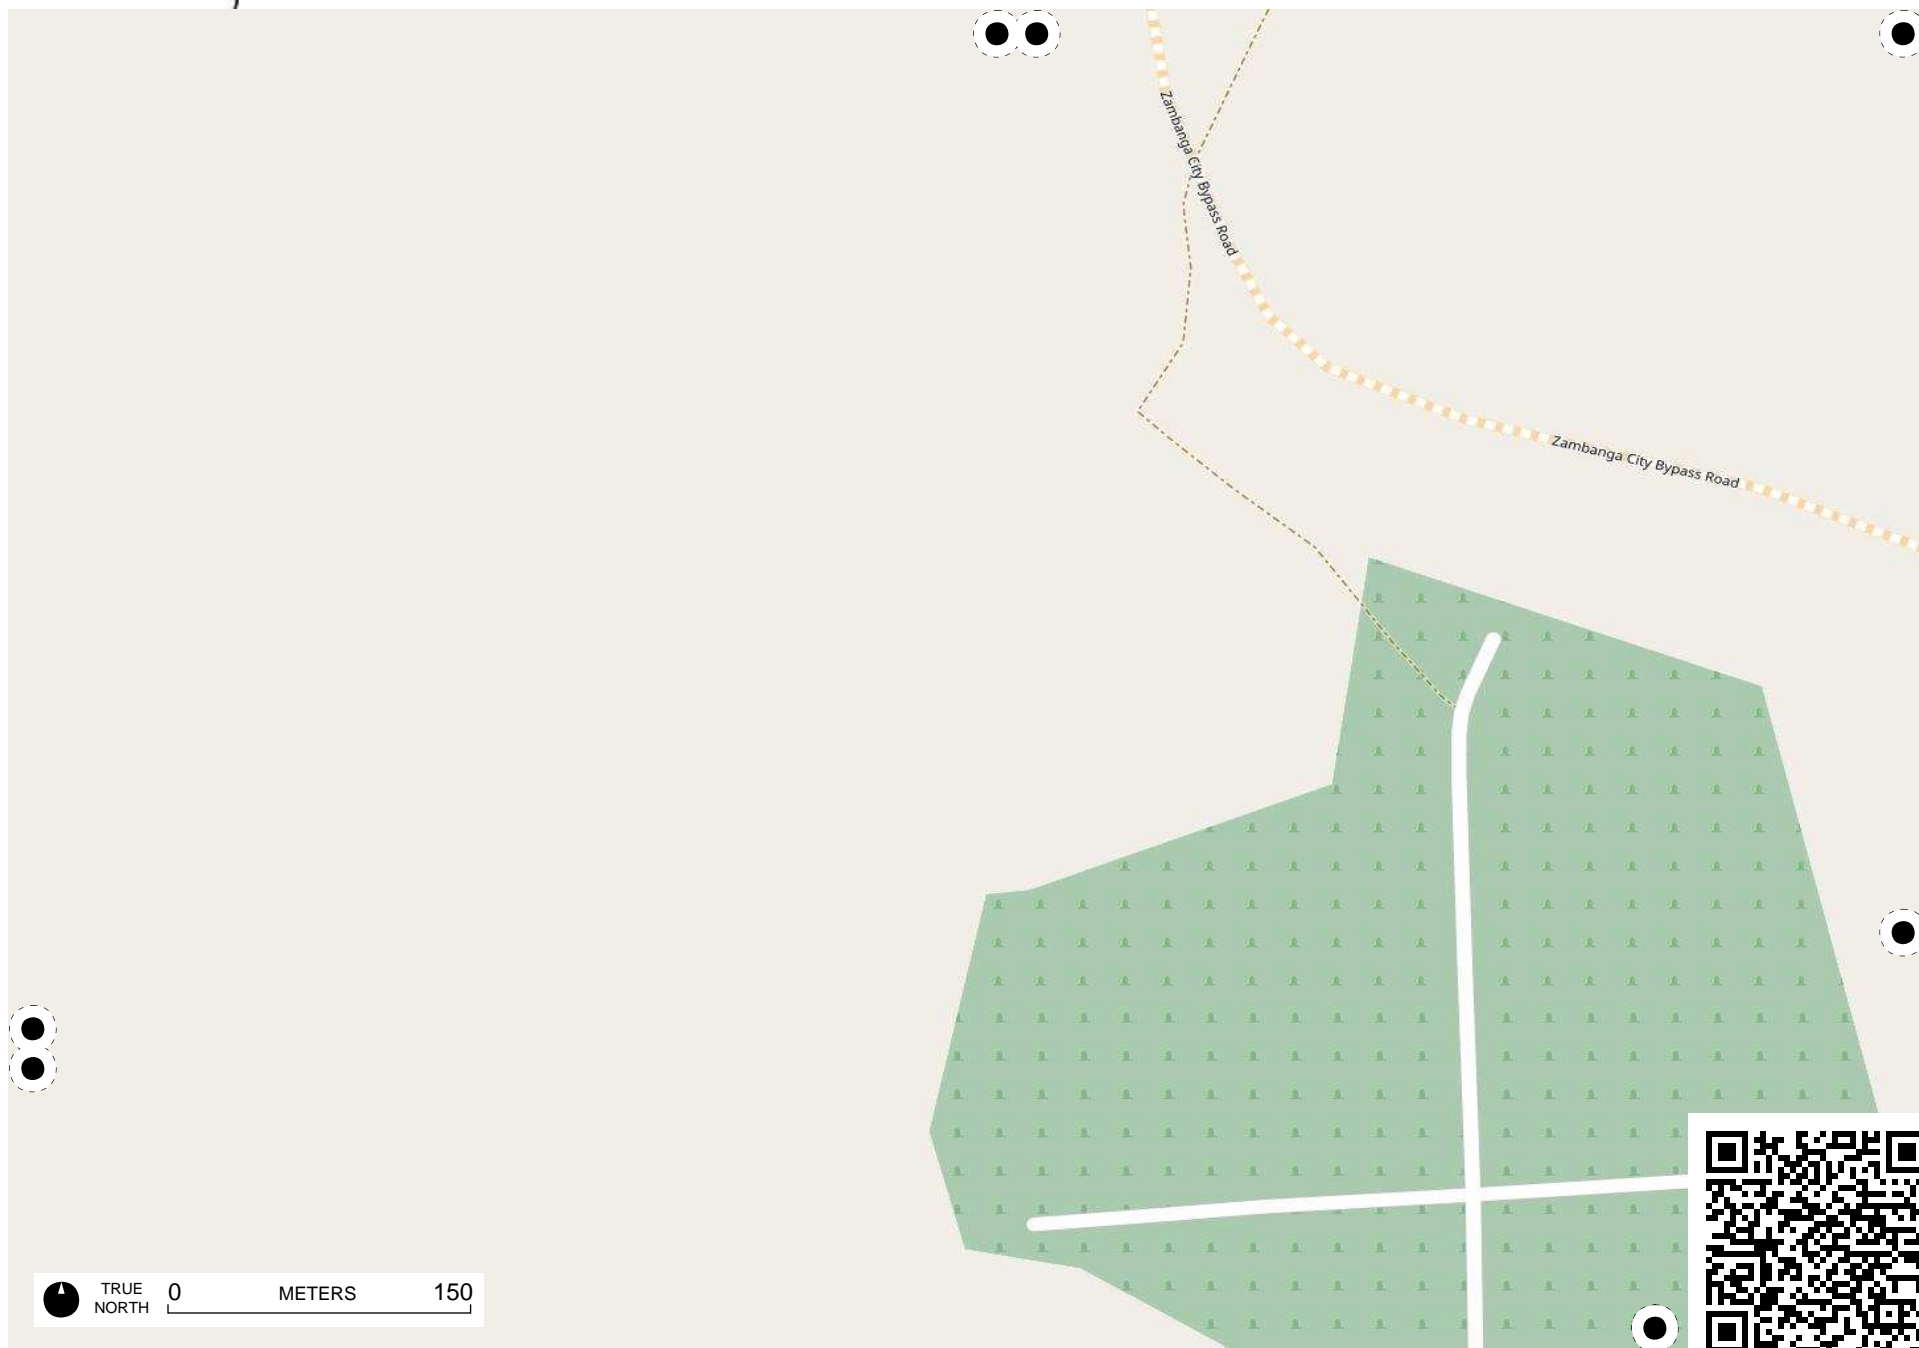 Zambanga City Bypass Road
Zambanga City Bypass Road
TRUE
NORTH
0 METERS 150